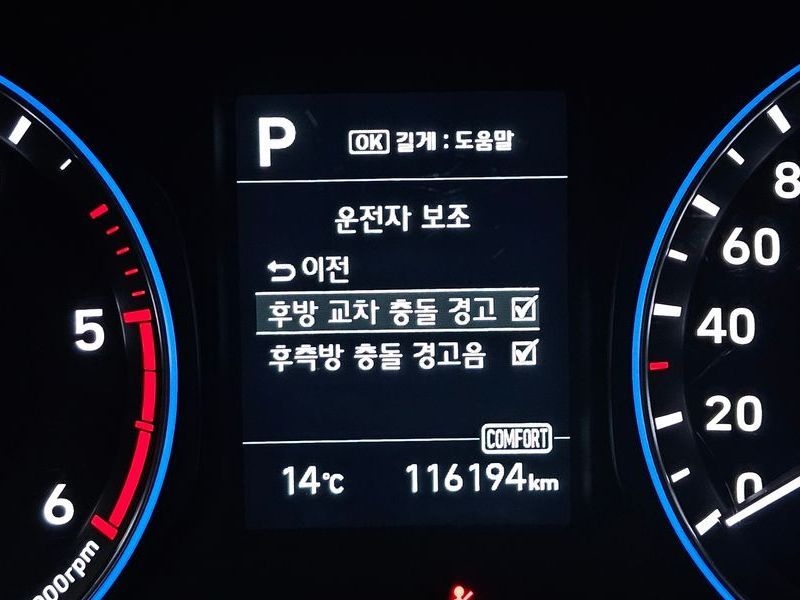 P
OK 길게 : 도움말
운전자 보조
이전
후방 교차 충돌 경고
후측방 충돌 경고음
COMFORT
14℃ 116194km
5
6
80
60
40
20
0